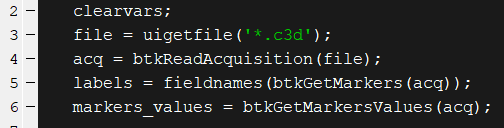 2 – clearvars;
3 – file = uigetfile('*.c3d');
4 – acq = btkReadAcquisition(file);
5 – labels = fieldnames(btkGetMarkers(acq));
6 – markers_values = btkGetMarkersValues(acq);